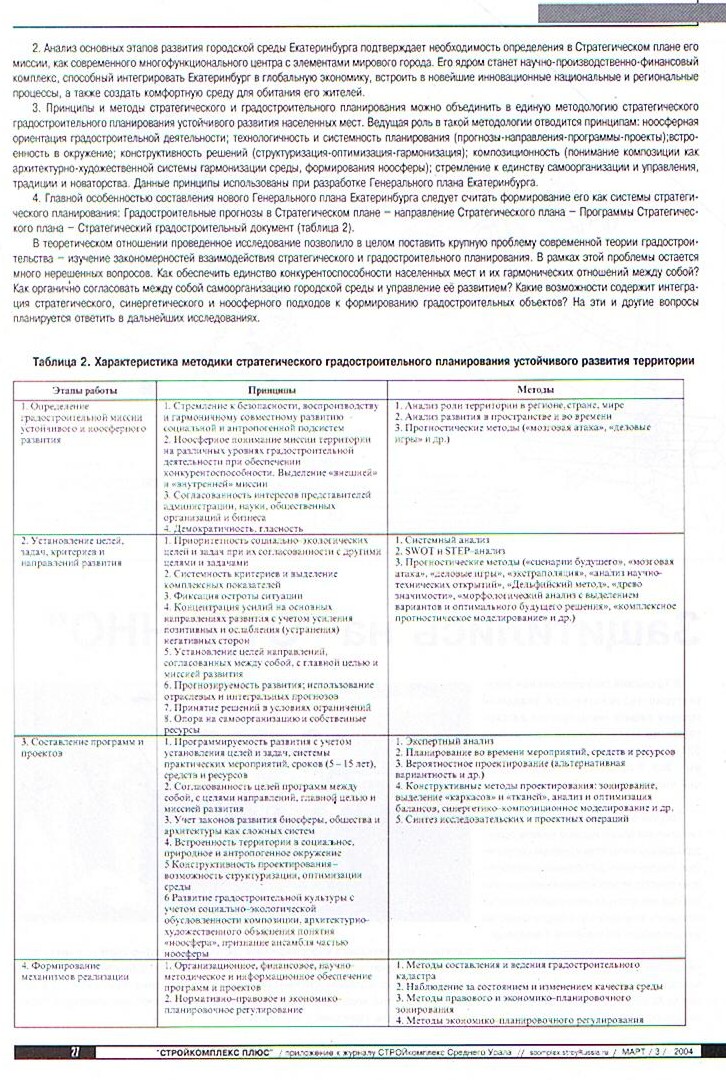 2. Анализ основных этапов развития городской среды Екатеринбурга подтверждает необходимость определения в Стратегическом плане его
миссии, как современного многофункционального центра с элементами мирового города. Его ядром станет научно-производственно-финансовый
комплекс, способный интегрировать Екатеринбург в глобальную экономику, встроить в новейшие инновационные национальные и региональные
процессы, а также создать комфортную среду для обитания его жителей.
3. Принципы и методы стратегического и градостроительного планирования можно объединить в единую методологию стратегического
градостроительного планирования устойчивого развития населенных мест. Ведущая роль в такой методологии отводится принципам: ноосферная
ориентация градостроительной деятельности; технологичность и системность планирования (прогнозы-направления-программы-проекты);встро-
енность в окружение; конструктивность решений (структуризация-оптимизация-гармонизация); композиционность (понимание композиции как
архитектурно-художественной системы гармонизации среды, формирования ноосферы); стремление к единству самоорганизации и управления,
традиции и новаторства. Данные принципы использованы при разработке Генерального плана Екатеринбурга.
4. Главной особенностью составления нового Генерального плана Екатеринбурга следует считать формирование его как системы стратеги-
ческого планирования: Градостроительные прогнозы в Стратегическом плане – направление Стратегического плана – Программы Стратегичес-
кого плана – Стратегический градостроительный документ (таблица 2).
В теоретическом отношении проведенное исследование позволило в целом поставить крупную проблему современной теории градострои-
тельства – изучение закономерностей взаимодействия стратегического и градостроительного планирования. В рамках этой проблемы остается
много нерешенных вопросов. Как обеспечить единство конкурентоспособности населенных мест и их гармонических отношений между собой?
Как органично согласовать между собой самоорганизацию городской среды и управление её развитием? Какие возможности содержит интегра-
ция стратегического, синергетического и ноосферного подходов к формированию градостроительных объектов? На эти и другие вопросы
планируется ответить в дальнейших исследованиях.
Таблица 2. Характеристика методики стратегического градостроительного планирования устойчивого развития территории
Этапы работы
Принципы
Методы
1. Определение
градостроительной миссии
устойчивого и ноосферного
развития
1. Стремление к безопасности, воспроизводству
и гармоничному совместному развитию
социальной и антропогенной подсистем
2. Ноосферное понимание миссии территории
на различных уровнях градостроительной
деятельности при обеспечении
конкурентоспособности. Выделение «внешней»
и «внутренней» миссии
3. Согласованность интересов представителей
администрации, науки, общественных
организаций и бизнеса
4. Демократичность, гласность
1. Анализ роли территории в регионе, стране, мире
2. Анализ развития в пространстве и во времени
3. Прогностические методы («мозговая атака», «деловые
игры» и др.)
2. Установление целей,
задач, критериев и
направлений развития
1. Приоритетность социально-экологических
целей и задач при их согласованности с другими
целями и задачами
2. Системность критериев и выделение
комплексных показателей
3. Фиксация остроты ситуации
4. Концентрация усилий на основных
направлениях развития с учетом усиления
позитивных и ослабления (устранения)
негативных сторон
5. Установление целей направлений,
согласованных между собой, с главной целью и
миссией развития
6. Прогнозируемость развития; использование
отраслевых и интегральных прогнозов
7. Принятие решений в условиях ограничений
8. Опора на самоорганизацию и собственные
ресурсы
1. Системный анализ
2. SWOT и STEP-анализ
3. Прогностические методы («сценарии будущего», «мозговая
атака», «деловые игры», «экстраполяция», «анализ научно-
технических открытий», «Дельфийский метод», «древо
значимости», «морфологический анализ с выделением
вариантов и оптимального будущего решения», «комплексное
прогностическое моделирование» и др.)
3. Составление программ и
проектов
1. Программируемость развития с учетом
установления целей и задач, системы
практических мероприятий, сроков (5 – 15 лет),
средств и ресурсов
2. Согласованность целей программ между
собой, с целями направлений, главной целью и
миссией развития
3. Учет законов развития биосферы, общества и
архитектуры как сложных систем
4. Встроенность территории в социальное,
природное и антропогенное окружение
5 Конструктивность проектирования–
возможность структуризации, оптимизации
среды
6 Развитие градостроительной культуры с
учетом социально-экологической
обусловленности композиции, архитектурно-
художественного объяснения понятия
«ноосфера», признание ансамбля частью
ноосферы
1. Экспертный анализ
2. Планирование во времени мероприятий, средств и ресурсов
3. Вероятностное проектирование (альтернативная
вариантность и др.)
4. Конструктивные методы проектирования: зонирование,
выделение «каркасов» и «тканей», анализ и оптимизация
балансов, синергетико-композиционное моделирование и др.
5. Синтез исследовательских и проектных операций
4. Формирование
механизмов реализации
1. Организационное, финансовое, научно-
методическое и информационное обеспечение
программ и проектов
2. Нормативно-правовое и экономико-
планировочное регулирование
1. Методы составления и ведения градостроительного
кадастра
2. Наблюдение за состоянием и изменением качества среды
3. Методы правового и экономико-планировочного
зонирования
4. Методы экономико-планировочного регулирования
27 "СТРОЙКОМПЛЕКС ПЛЮС" / приложение к журналу СТРОЙкомплекс Среднего Урала // / МАРТ / 3 / 2004